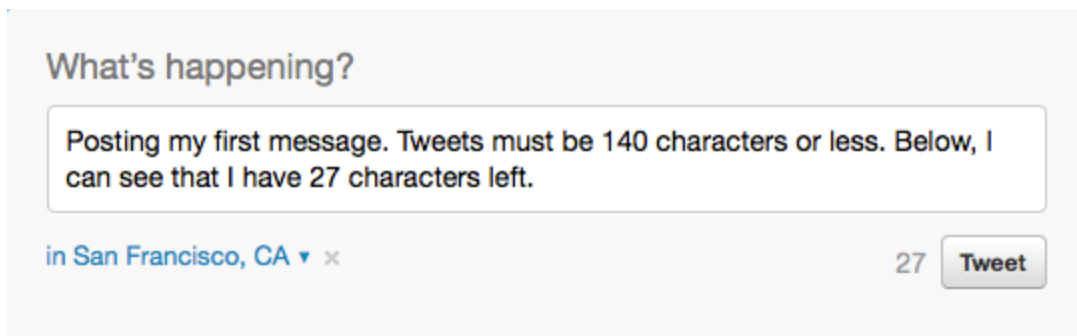 What's happening?
Posting my first message. Tweets must be 140 characters or less. Below, I
can see that I have 27 characters left.
in San Francisco, CA ▾ ×
27 Tweet